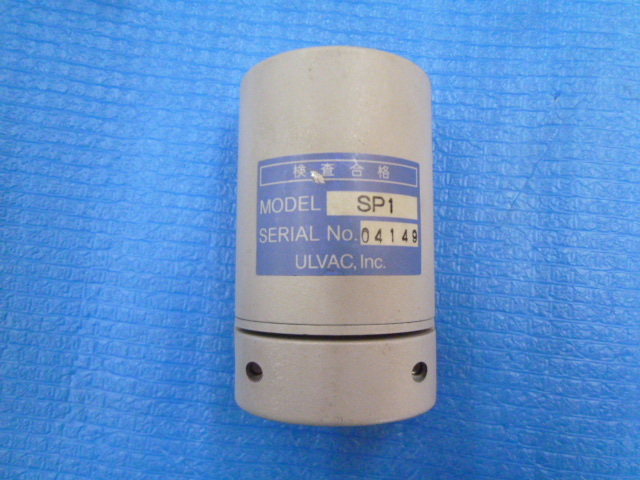 検査合格
MODEL SP1
SERIAL No. 04149
ULVAC, Inc.